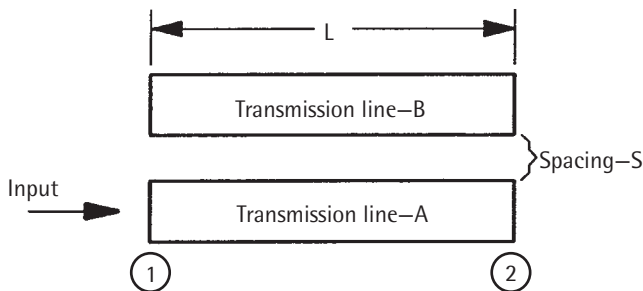 L
Transmission line—B
Spacing—S
Input
Transmission line—A
1
2